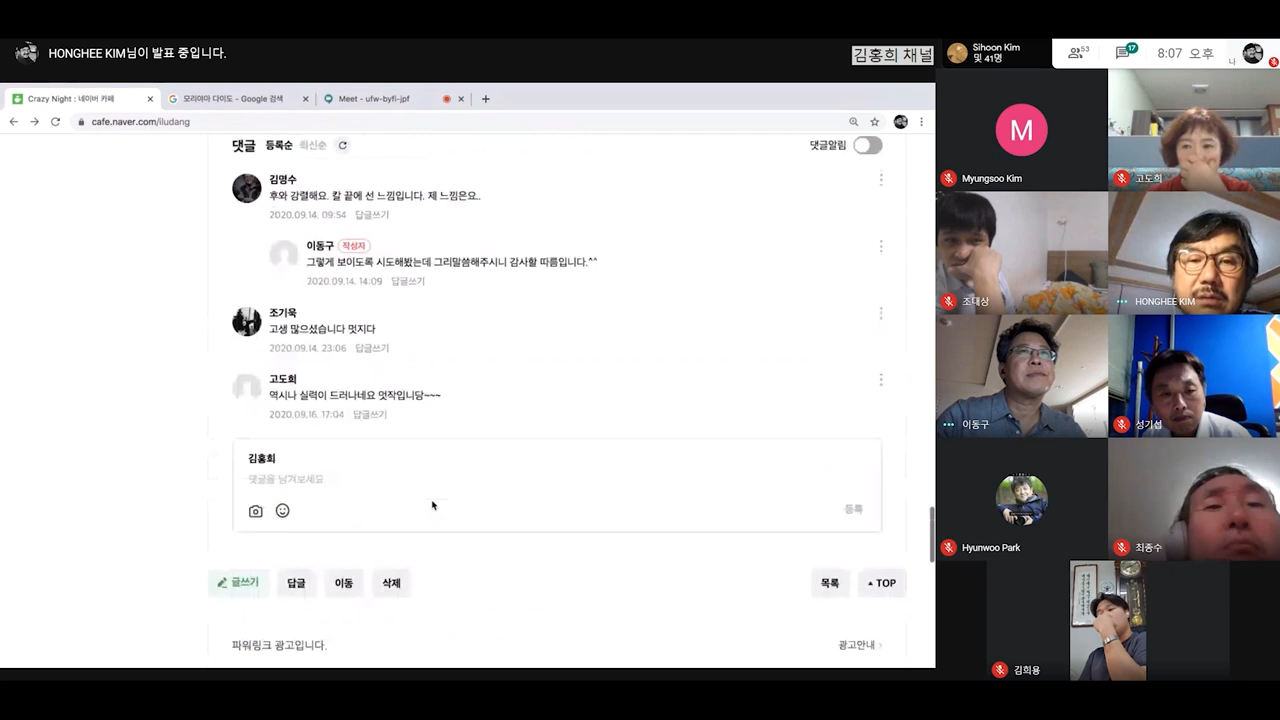 HONGHEE KIM님이 발표 중입니다.
김홍희 채널
Sihoon Kim
및 41명
53
17
8:07 오후
나
Crazy Night : 네이버 카페
모리야마 다이도 - Google 검색
Meet - ufw-byfi-jpf
cafe.naver.com/iludang
댓글 등록순 최신순
댓글알림
김명수
후와 강렬해요. 칼 끝에 선 느낌입니다. 제 느낌은요..
2020.09.14. 09:54 답글쓰기
이동구 작성자
그렇게 보이도록 시도해봤는데 그리말씀해주시니 감사할 따름입니다.^^
2020.09.14. 14:09 답글쓰기
조기욱
고생 많으셨습니다 멋지다
2020.09.14. 23:06 답글쓰기
고도희
역시나 실력이 드러나네요 멋작입니당~~~
2020.09.16. 17:04 답글쓰기
김홍희
댓글을 남겨보세요
등록
글쓰기 답글 이동 삭제
목록 TOP
파워링크 광고입니다.
광고안내
M
Myungsoo Kim
고도희
조대상
HONGHEE KIM
이동구
성기섭
Hyunwoo Park
최종수
김희용